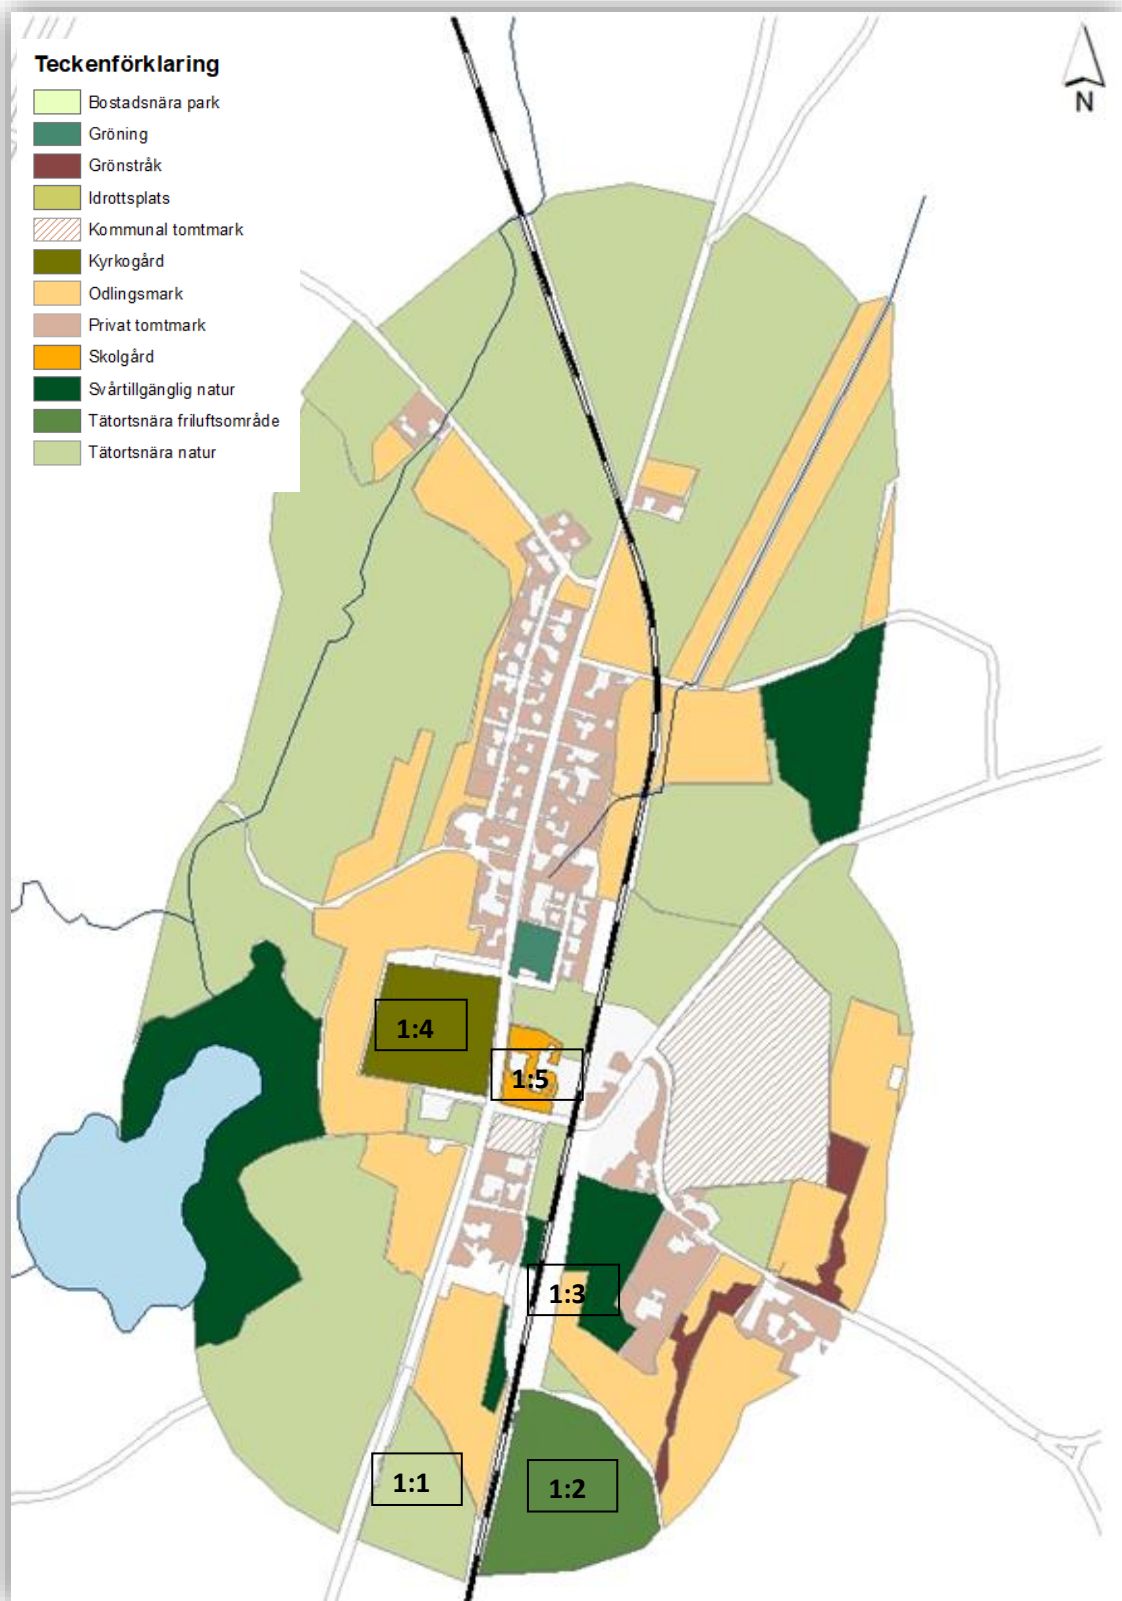 Teckenförklaring
Bostadsnära park
Gröning
Grönstråk
Idrottsplats
Kommunal tomtmark
Kyrkogård
Odlingsmark
Privat tomtmark
Skolgård
Svårtillgänglig natur
Tätortsnära friluftsområde
Tätortsnära natur
N
1:4
1:5
1:3
1:1
1:2